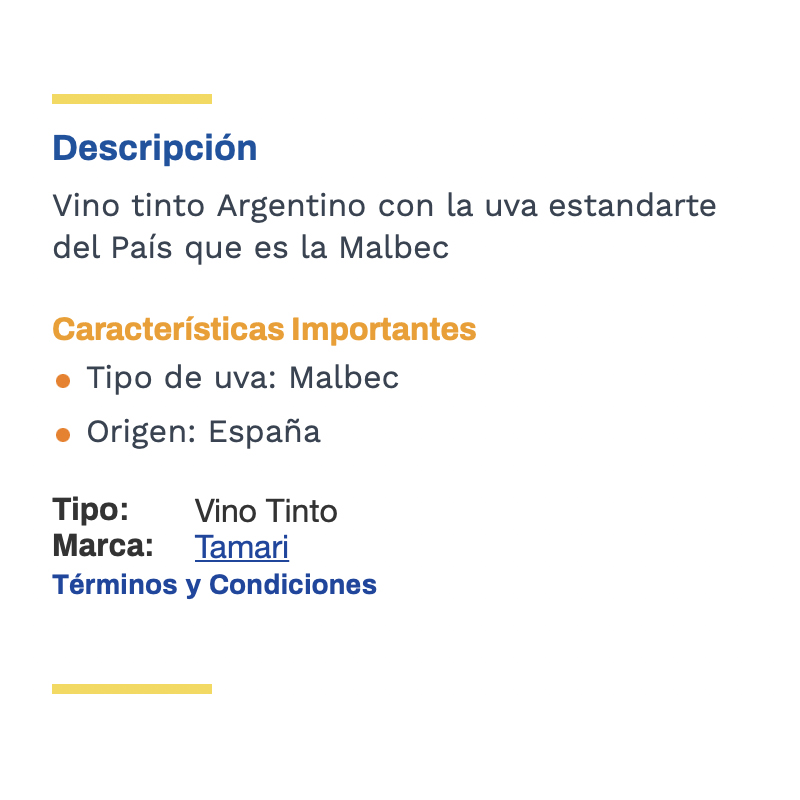 Descripción
Vino tinto Argentino con la uva estandarte
del País que es la Malbec
Características Importantes
Tipo de uva: Malbec
Origen: España
Tipo: Vino Tinto
Marca: Tamari
Términos y Condiciones